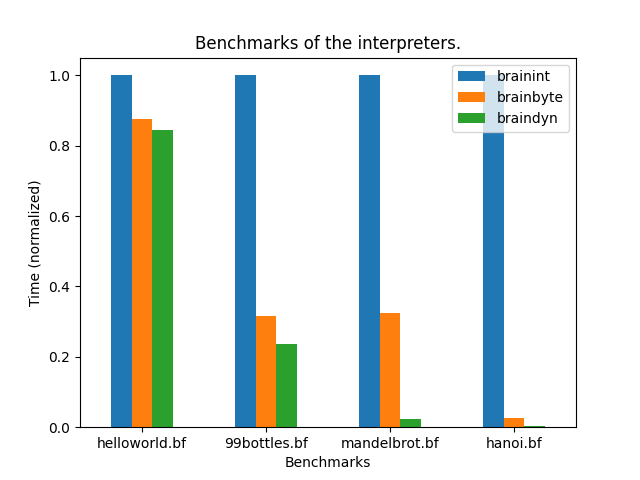 Benchmarks of the interpreters.
brainint
brainbyte
braindyn
1.0
0.8
0.6
0.4
0.2
0.0
Time (normalized)
helloworld.bf 99bottles.bf mandelbrot.bf hanoi.bf
Benchmarks